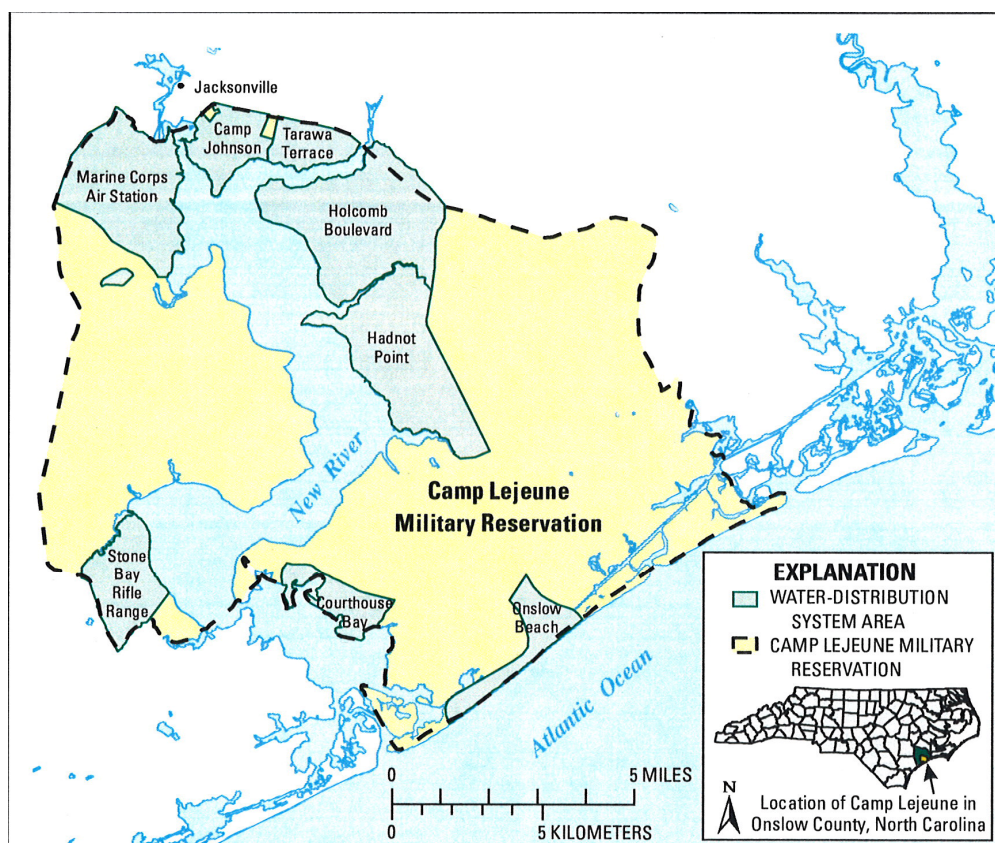 Jacksonville
Camp
Johnson
Tarawa
Terrace
Marine Corps
Air Station
Holcomb
Boulevard
Hadnot
Point
New River
Camp Lejeune
Military Reservation
Stone
Bay
Rifle
Range
Courthouse
Bay
Onslow
Beach
Atlantic Ocean
0 5 MILES
0 5 KILOMETERS
EXPLANATION
WATER-DISTRIBUTION
SYSTEM AREA
CAMP LEJEUNE MILITARY
RESERVATION
N
Location of Camp Lejeune in
Onslow County, North Carolina